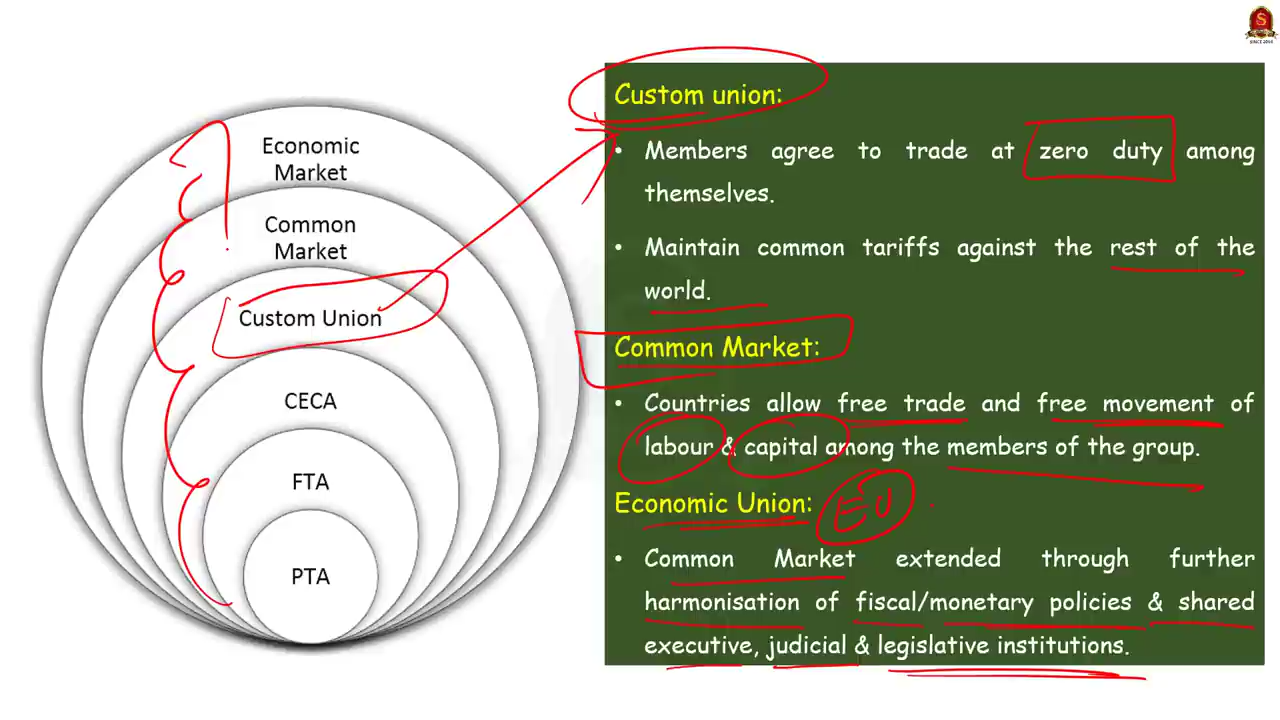 S
SINCE 2014
Economic
Market
Common
Market
Custom Union
CECA
FTA
PTA
Custom union:
• Members agree to trade at zero duty among
themselves.
• Maintain common tariffs against the rest of the
world.
Common Market:
• Countries allow free trade and free movement of
labour & capital among the members of the group.
Economic Union: EU
• Common Market extended through further
harmonisation of fiscal/monetary policies & shared
executive, judicial & legislative institutions.